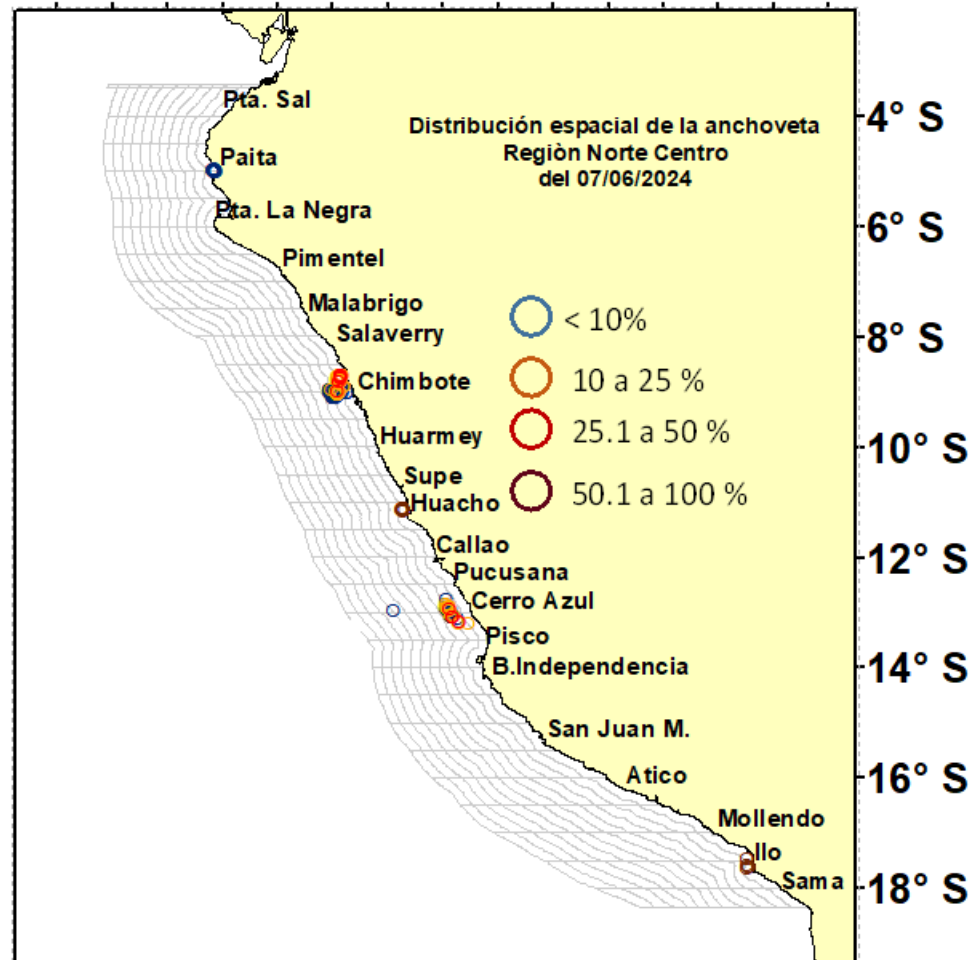 Pta. Sal
4° S
Distribución espacial de la anchoveta
Regiòn Norte Centro
del 07/06/2024
Paita
Pta. La Negra
6° S
Pimentel
Malabrigo
< 10%
Salaverry
8° S
Chimbote
10 a 25 %
Huarmey
25.1 a 50 %
10° S
Supe
Huacho
50.1 a 100 %
Callao
12° S
Pucusana
Cerro Azul
Pisco
B.Independencia
14° S
San Juan M.
Atico
16° S
Mollendo
Ilo
Sama
18° S